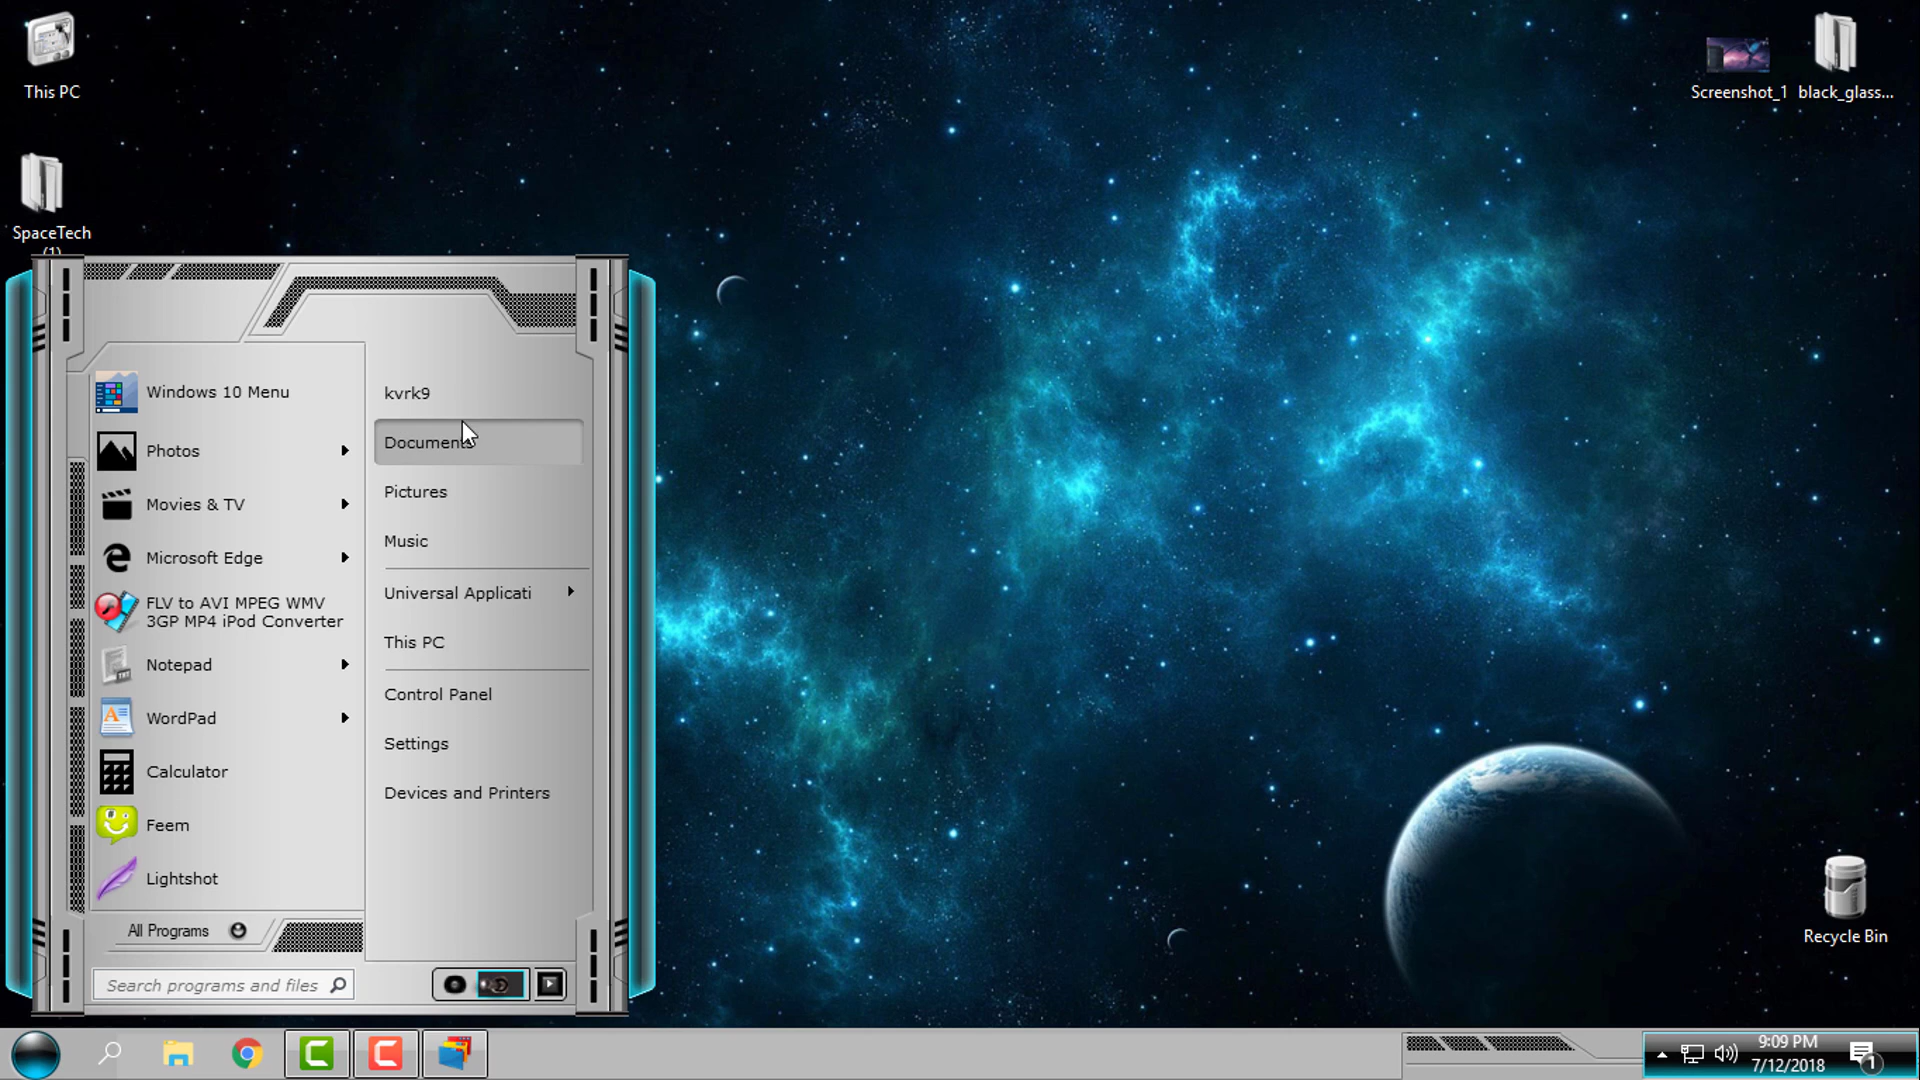 This PC
SpaceTech
(1)
Screenshot_1
black_glass...
Windows 10 Menu
Photos
Movies & TV
Microsoft Edge
FLV to AVI MPEG WMV
3GP MP4 iPod Converter
Notepad
WordPad
Calculator
Feem
Lightshot
All Programs
Search programs and files
kvrk9
Documents
Pictures
Music
Universal Applicati
This PC
Control Panel
Settings
Devices and Printers
Recycle Bin
9:09 PM
7/12/2018
1